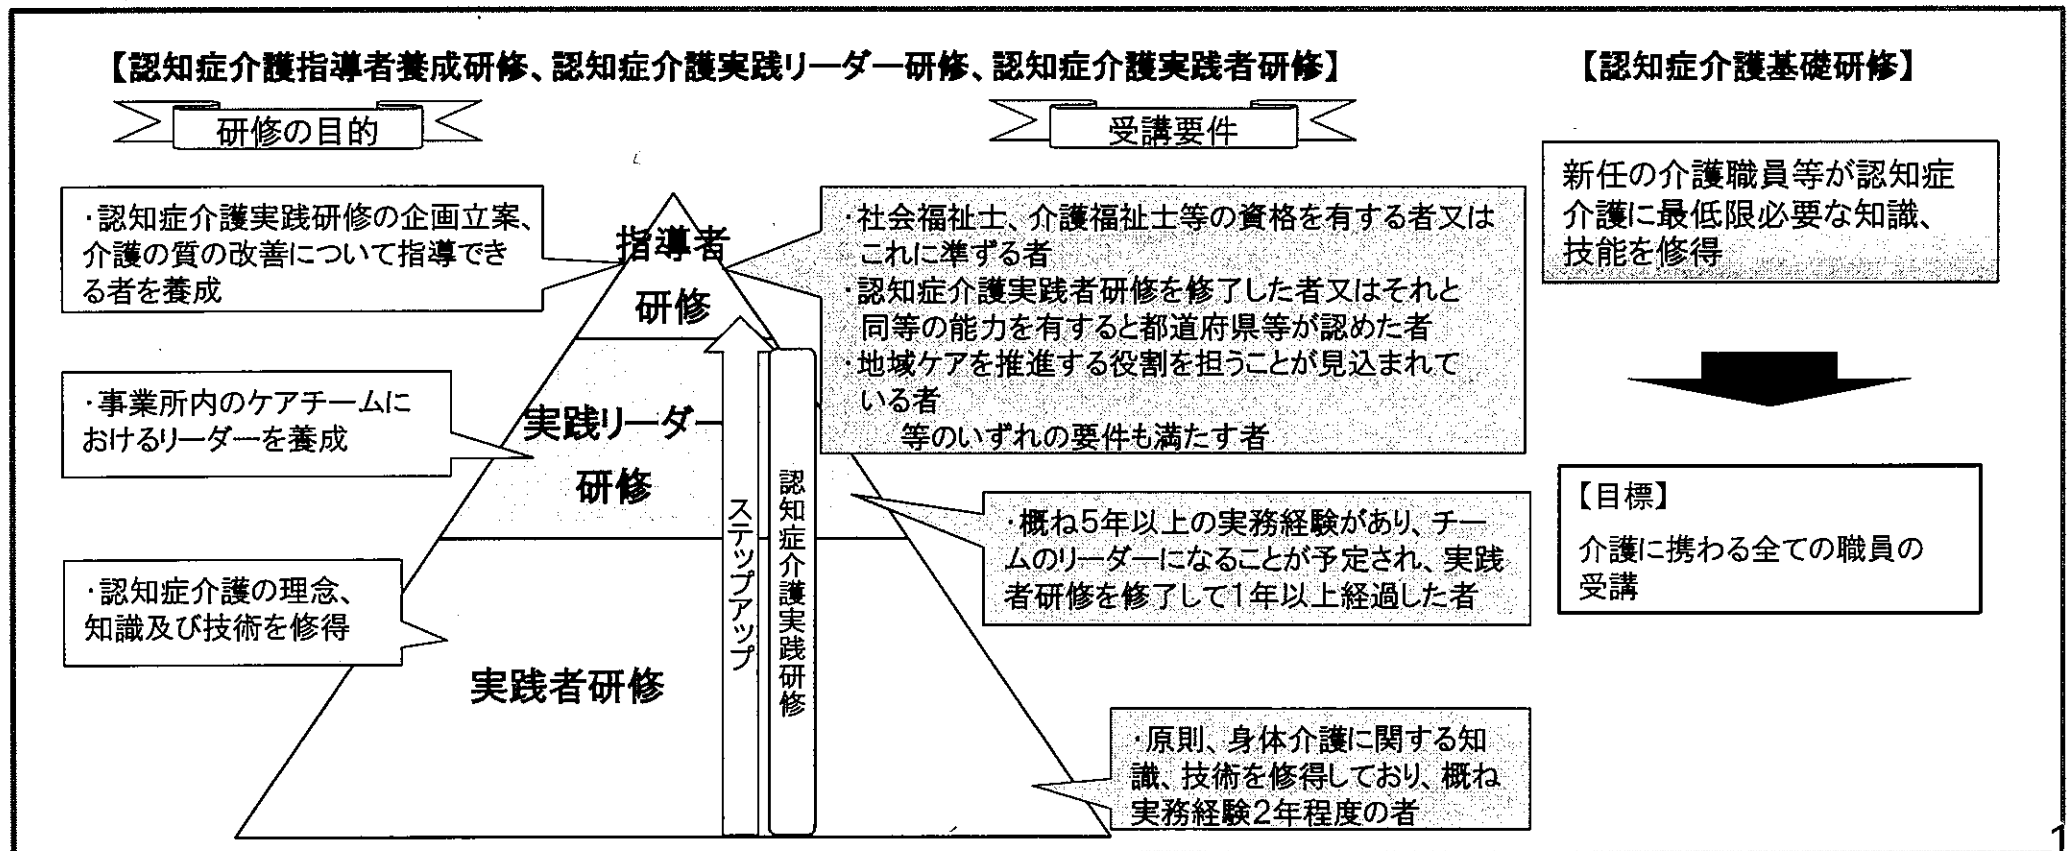 【認知症介護指導者養成研修、認知症介護実践リーダー研修、認知症介護実践者研修】
研修の目的
受講要件
・認知症介護実践研修の企画立案、
介護の質の改善について指導でき
る者を養成
・事業所内のケアチームに
おけるリーダーを養成
・認知症介護の理念、
知識及び技術を修得
指導者
研修
実践リーダー
研修
実践者研修
ステップアップ
認知症介護実践研修
・社会福祉士、介護福祉士等の資格を有する者又は
これに準ずる者
・認知症介護実践者研修を修了した者又はそれと
同等の能力を有すると都道府県等が認めた者
・地域ケアを推進する役割を担うことが見込まれて
いる者
等のいずれの要件も満たす者
・概ね5年以上の実務経験があり、チー
ムのリーダーになることが予定され、実践
者研修を修了して1年以上経過した者
・原則、身体介護に関する知
識、技術を修得しており、概ね
実務経験2年程度の者
【認知症介護基礎研修】
新任の介護職員等が認知症
介護に最低限必要な知識、
技能を修得
【目標】
介護に携わる全ての職員の
受講
1